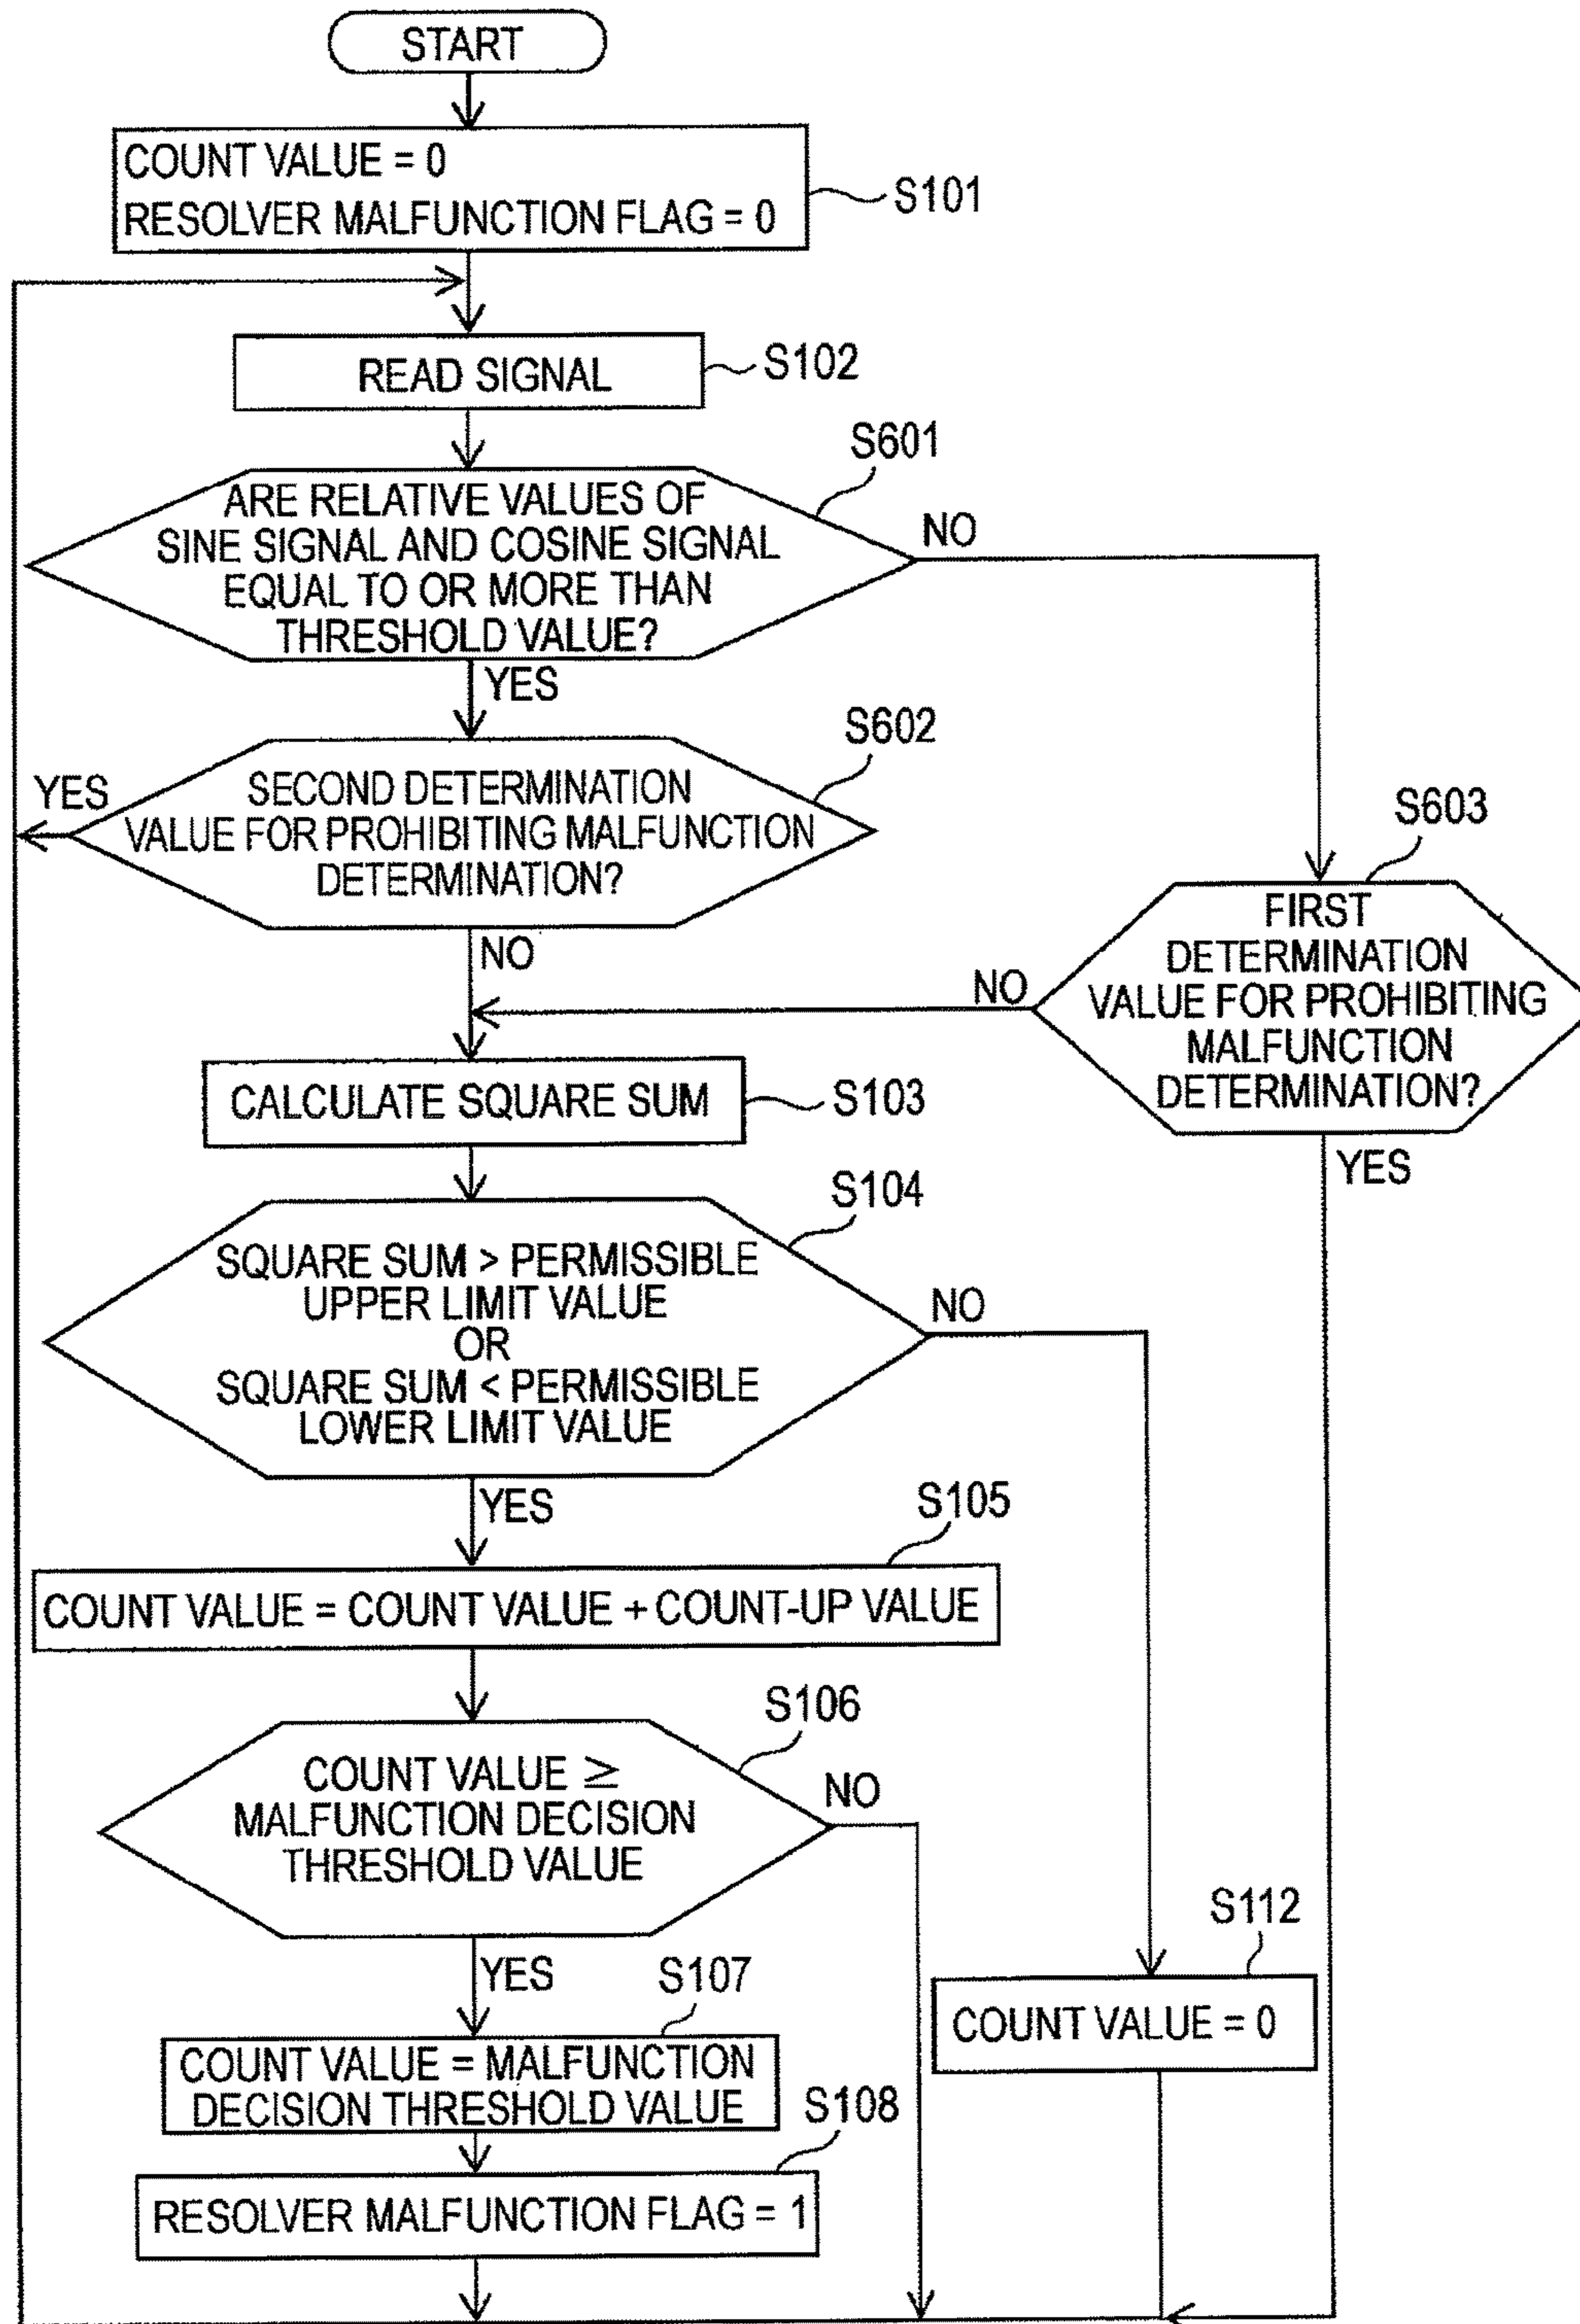 START
COUNT VALUE = 0
RESOLVER MALFUNCTION FLAG = 0
S101
READ SIGNAL
S102
S601
ARE RELATIVE VALUES OF
SINE SIGNAL AND COSINE SIGNAL
EQUAL TO OR MORE THAN
THRESHOLD VALUE?
NO
YES
S602
SECOND DETERMINATION
VALUE FOR PROHIBITING MALFUNCTION
DETERMINATION?
YES
NO
S603
FIRST
DETERMINATION
VALUE FOR PROHIBITING
MALFUNCTION
DETERMINATION?
NO
YES
CALCULATE SQUARE SUM
S103
S104
SQUARE SUM > PERMISSIBLE
UPPER LIMIT VALUE
OR
SQUARE SUM < PERMISSIBLE
LOWER LIMIT VALUE
NO
YES
S105
COUNT VALUE = COUNT VALUE + COUNT-UP VALUE
S106
COUNT VALUE ≥
MALFUNCTION DECISION
THRESHOLD VALUE
NO
YES
S112
COUNT VALUE = 0
S107
COUNT VALUE = MALFUNCTION
DECISION THRESHOLD VALUE
S108
RESOLVER MALFUNCTION FLAG = 1